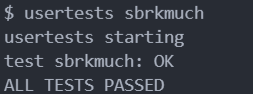 $ usertests sbrkmuch
usertests starting
test sbrkmuch: OK
ALL TESTS PASSED